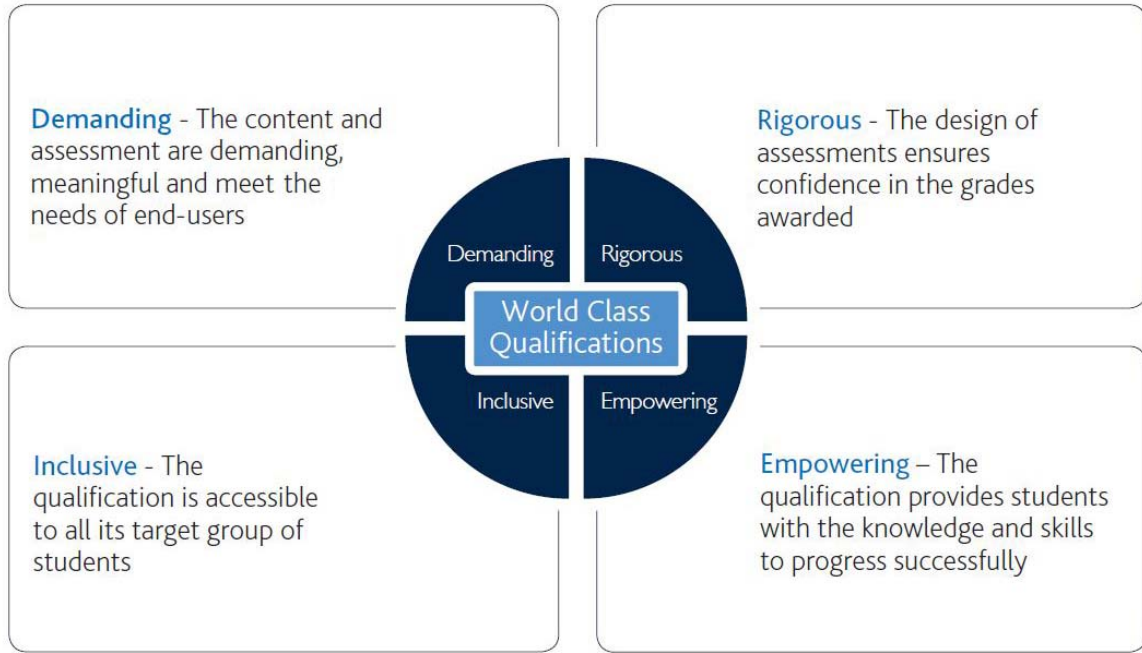 Demanding - The content and
assessment are demanding,
meaningful and meet the
needs of end-users
Rigorous - The design of
assessments ensures
confidence in the grades
awarded
Demanding
Rigorous
World Class
Qualifications
Inclusive
Empowering
Inclusive - The
qualification is accessible
to all its target group of
students
Empowering – The
qualification provides students
with the knowledge and skills
to progress successfully